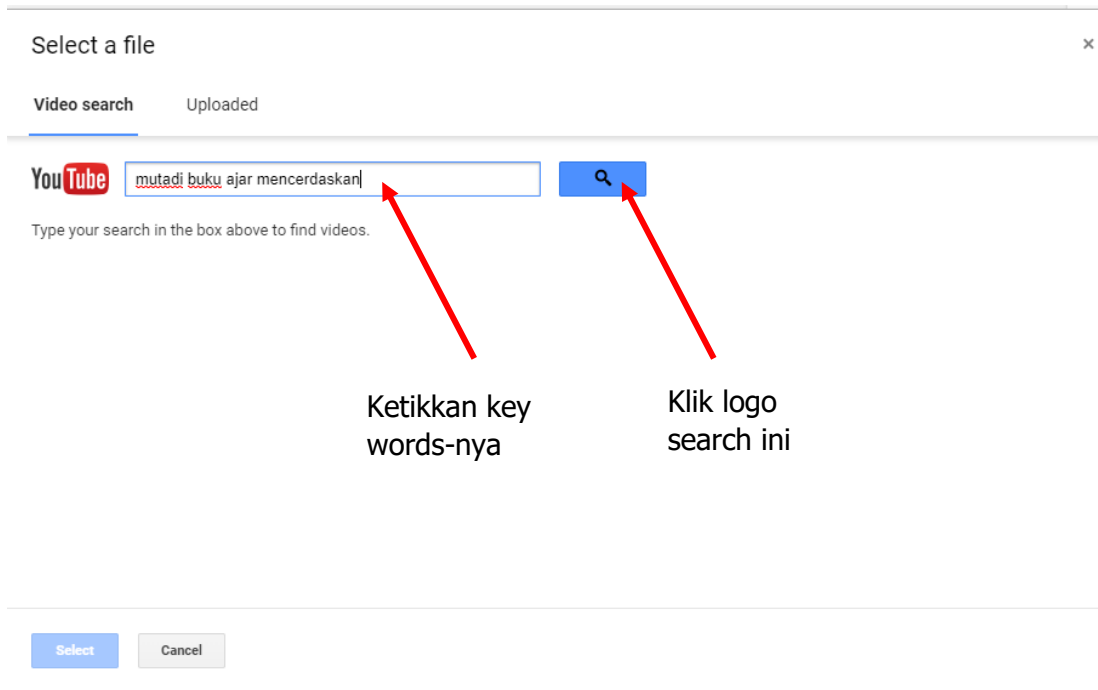 Select a file
×
Video search Uploaded
YouTube mutadi buku ajar mencerdaskan
Type your search in the box above to find videos.
Ketikkan key
words-nya
Klik logo
search ini
Select Cancel